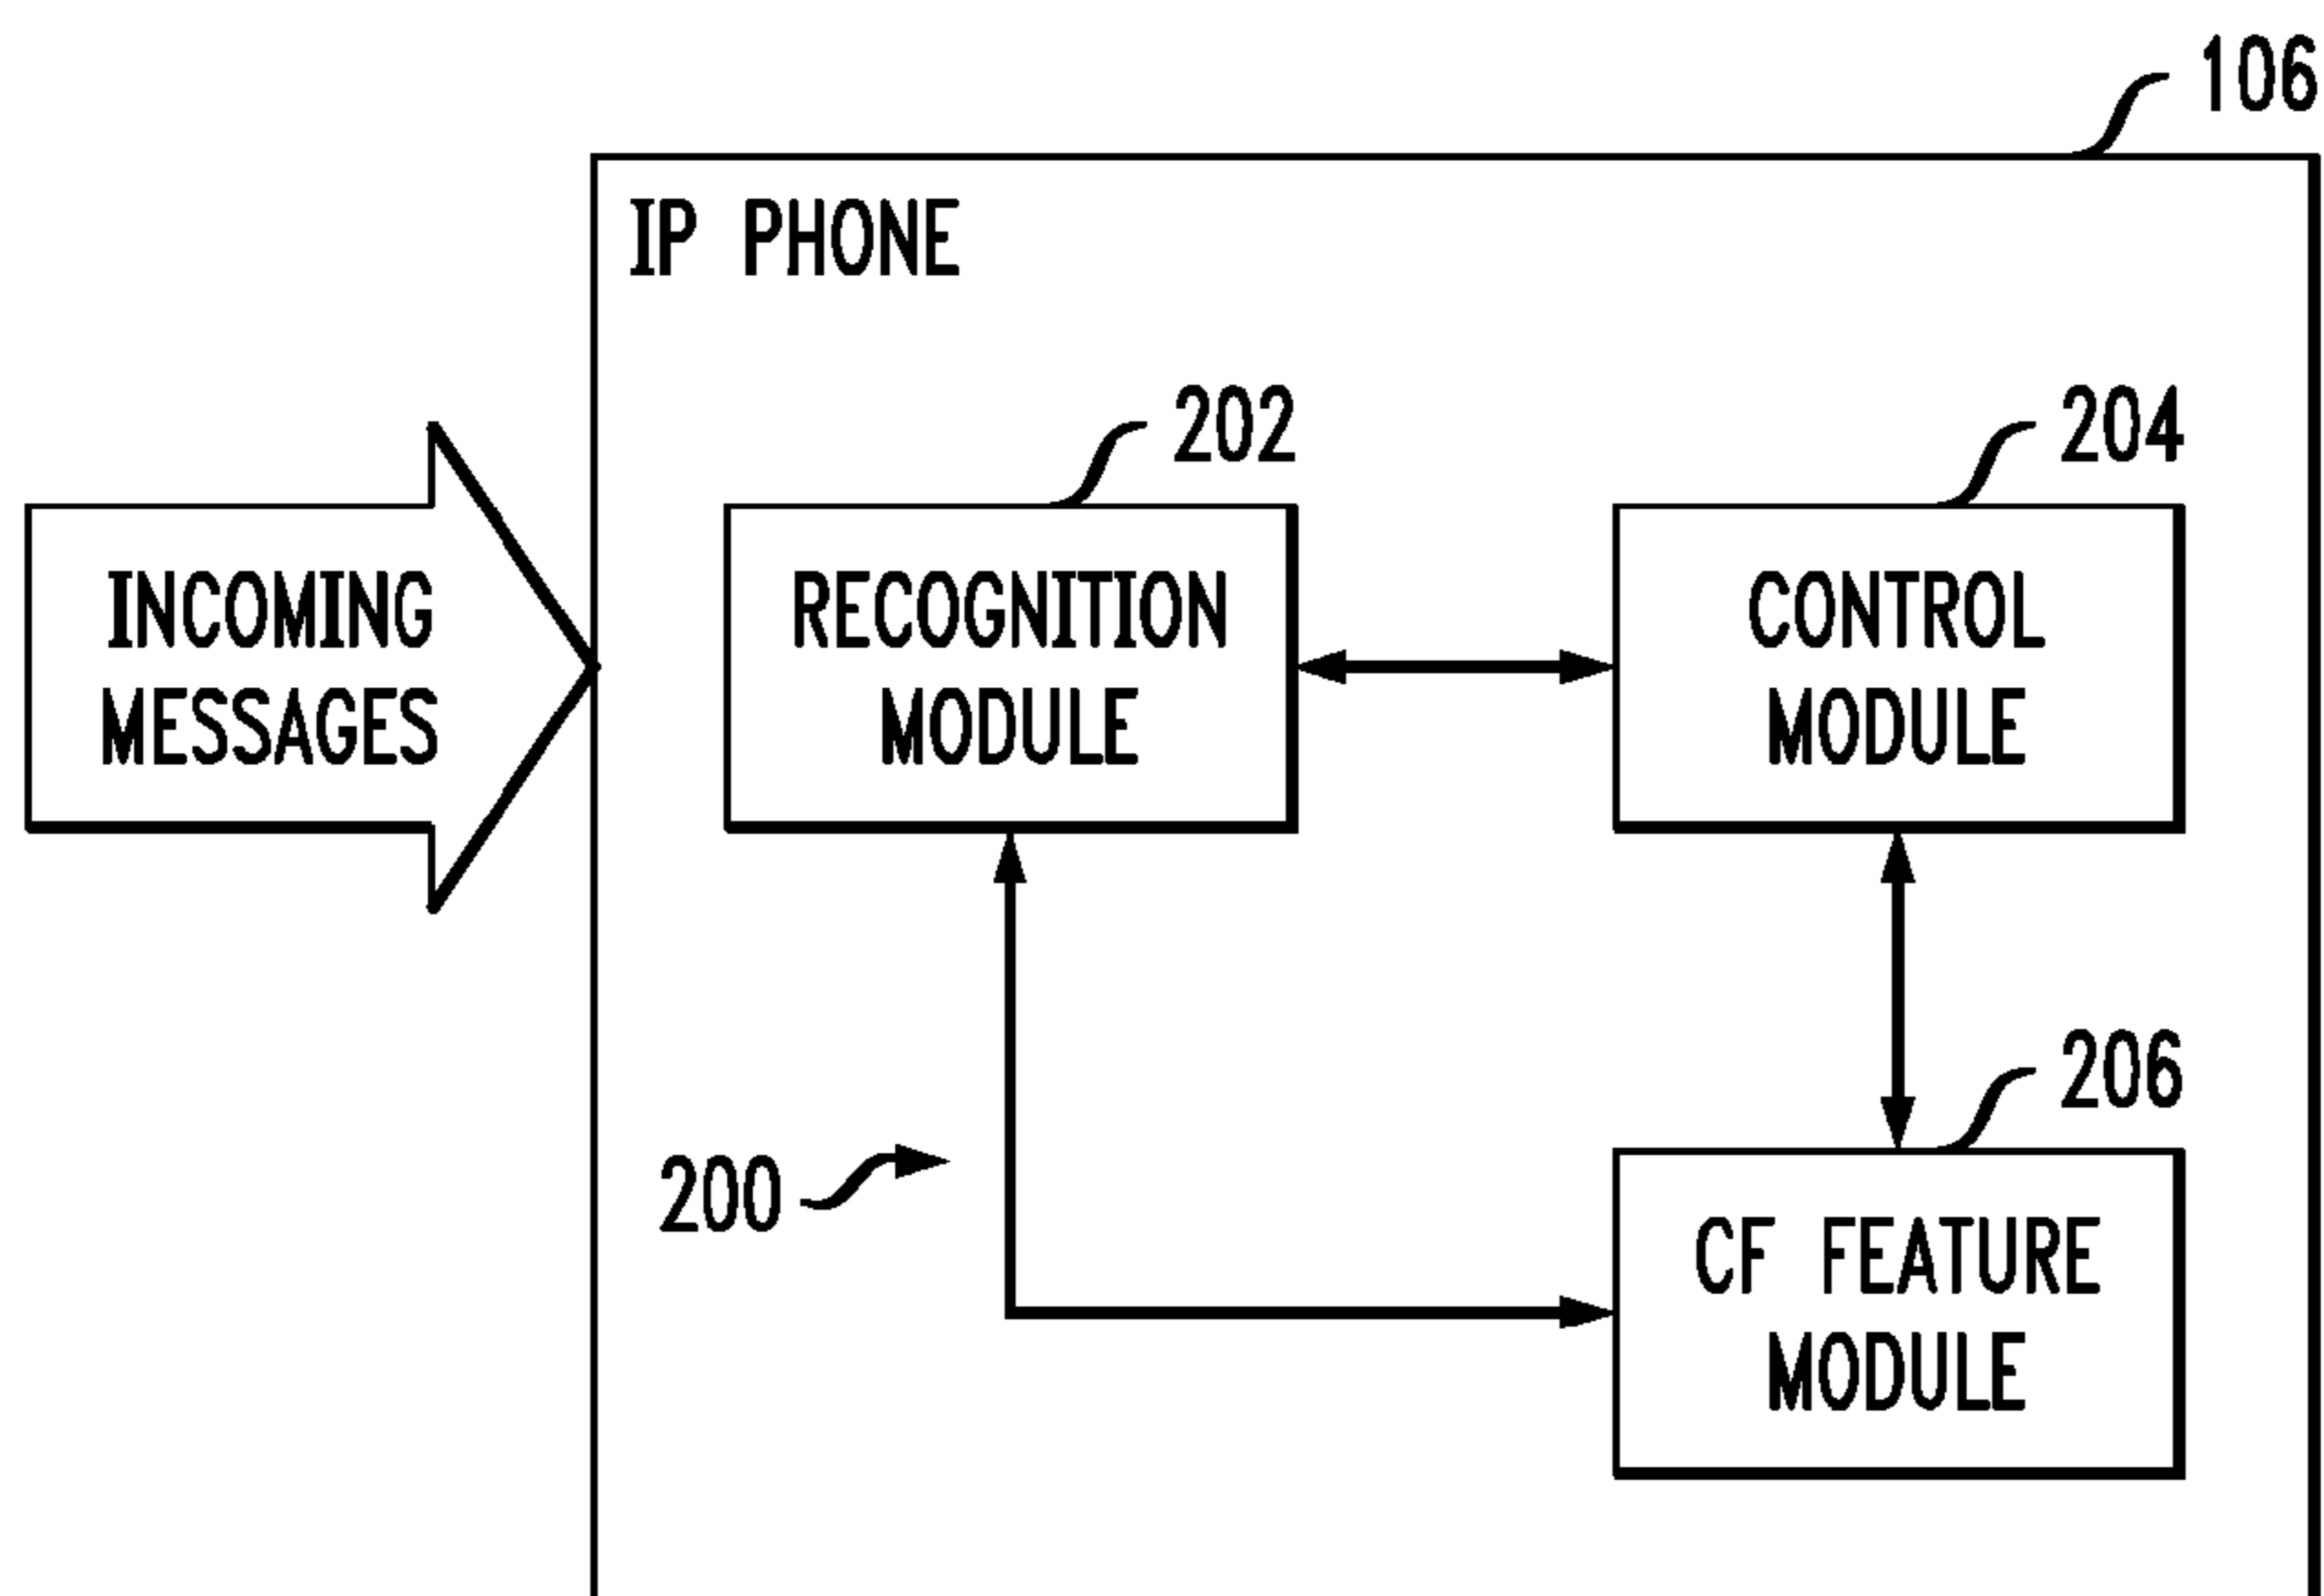 106
IP PHONE
202
204
INCOMING
MESSAGES
RECOGNITION
MODULE
CONTROL
MODULE
206
200
CF FEATURE
MODULE